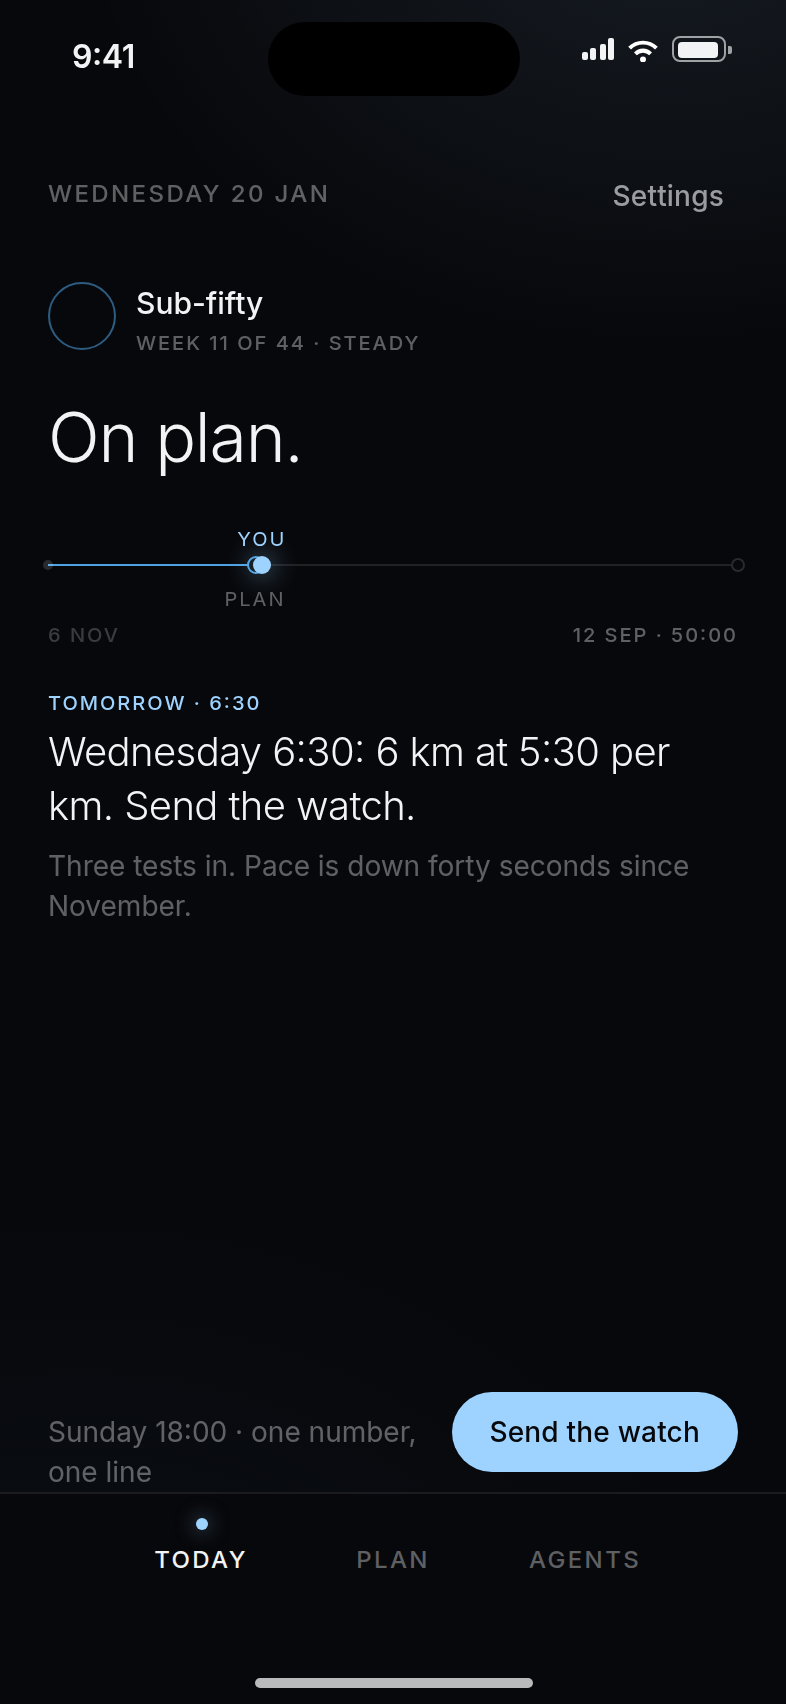 9:41
WEDNESDAY 20 JAN
Settings
Sub-fifty
WEEK 11 OF 44 · STEADY
On plan.
YOU
PLAN
6 NOV
12 SEP · 50:00
TOMORROW · 6:30
Wednesday 6:30: 6 km at 5:30 per
km. Send the watch.
Three tests in. Pace is down forty seconds since
November.
Sunday 18:00 · one number,
one line
Send the watch
TODAY
PLAN
AGENTS